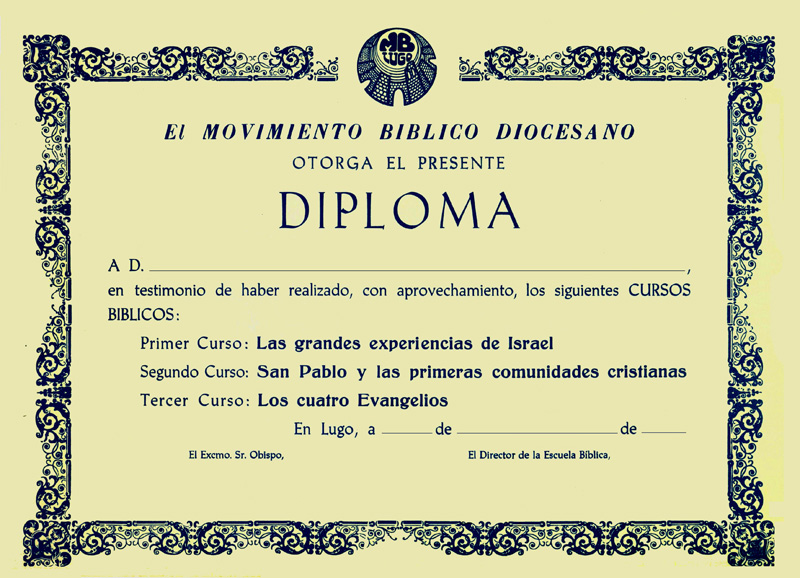 MB
LUGO
El MOVIMIENTO BIBLICO DIOCESANO
OTORGA EL PRESENTE
DIPLOMA
A D. ,
en testimonio de haber realizado, con aprovechamiento, los siguientes CURSOS
BIBLICOS:
Primer Curso: Las grandes experiencias de Israel
Segundo Curso: San Pablo y las primeras comunidades cristianas
Tercer Curso: Los cuatro Evangelios
En Lugo, a de de
El Excmo. Sr. Obispo, El Director de la Escuela Bíblica,